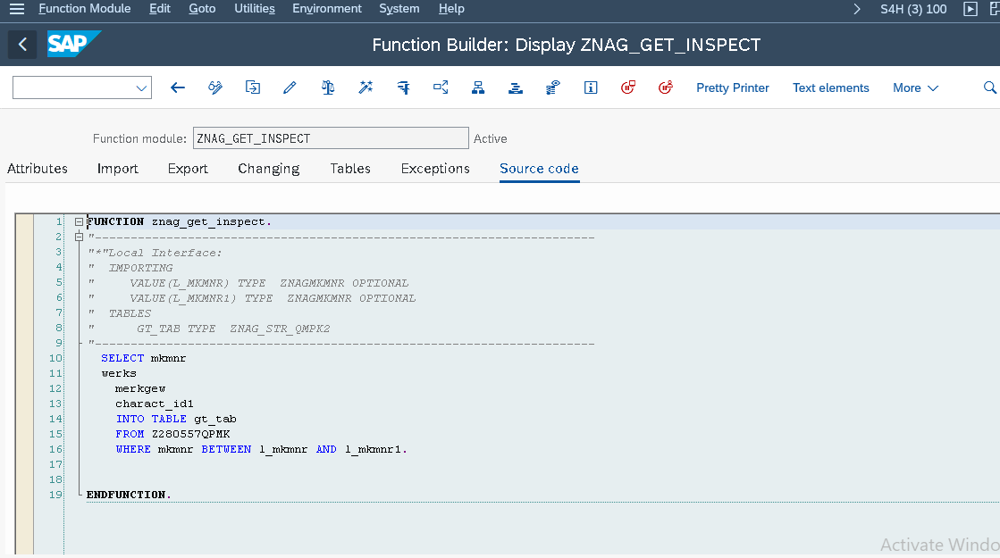 Function Module Edit Goto Utilities Environment System Help S4H (3) 100
SAP Function Builder: Display ZNAG_GET_INSPECT
Pretty Printer Text elements More
Function module: ZNAG_GET_INSPECT Active
Attributes Import Export Changing Tables Exceptions Source code
1 FUNCTION znag_get_inspect.
2 "----------------------------------------------------------------------
3 "*"Local Interface:
4 " IMPORTING
5 " VALUE(L_MKMNR) TYPE ZNAGMKMNR OPTIONAL
6 " VALUE(L_MKMNR1) TYPE ZNAGMKMNR OPTIONAL
7 " TABLES
8 " GT_TAB TYPE ZNAG_STR_QMPK2
9 "----------------------------------------------------------------------
10 SELECT mkmnr
11 werks
12 merkgew
13 charact_id1
14 INTO TABLE gt_tab
15 FROM Z280557QPMK
16 WHERE mkmnr BETWEEN l_mkmnr AND l_mkmnr1.
17
18
19 ENDFUNCTION.
Activate Windo